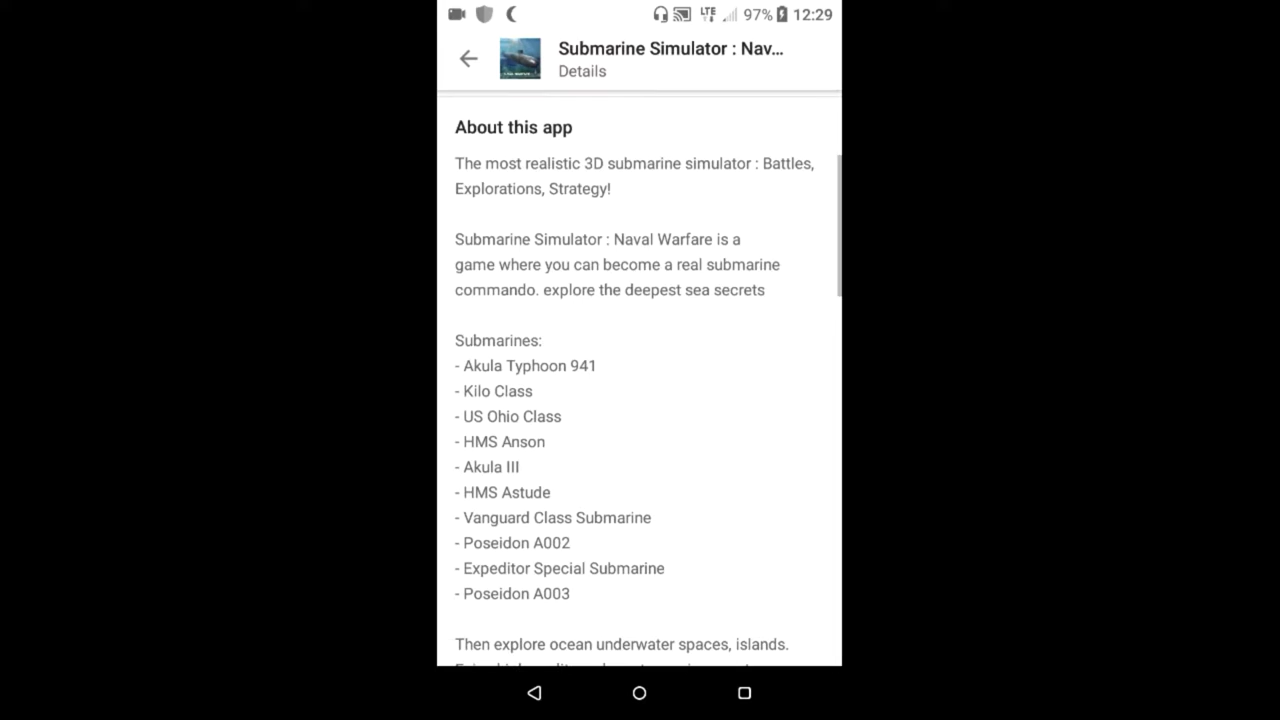 LTE 97% 12:29
Submarine Simulator : Nav...
Details
About this app
The most realistic 3D submarine simulator : Battles,
Explorations, Strategy!
Submarine Simulator : Naval Warfare is a
game where you can become a real submarine
commando. explore the deepest sea secrets
Submarines:
- Akula Typhoon 941
- Kilo Class
- US Ohio Class
- HMS Anson
- Akula III
- HMS Astude
- Vanguard Class Submarine
- Poseidon A002
- Expeditor Special Submarine
- Poseidon A003
Then explore ocean underwater spaces, islands.